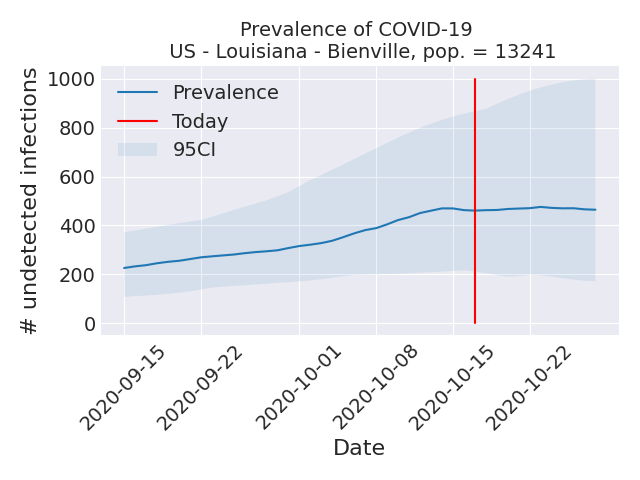 Prevalence of COVID-19
US - Louisiana - Bienville, pop. = 13241
# undetected infections
1000
800
600
400
200
0
Prevalence
Today
95CI
2020-09-15
2020-09-22
2020-10-01
2020-10-08
2020-10-15
2020-10-22
Date